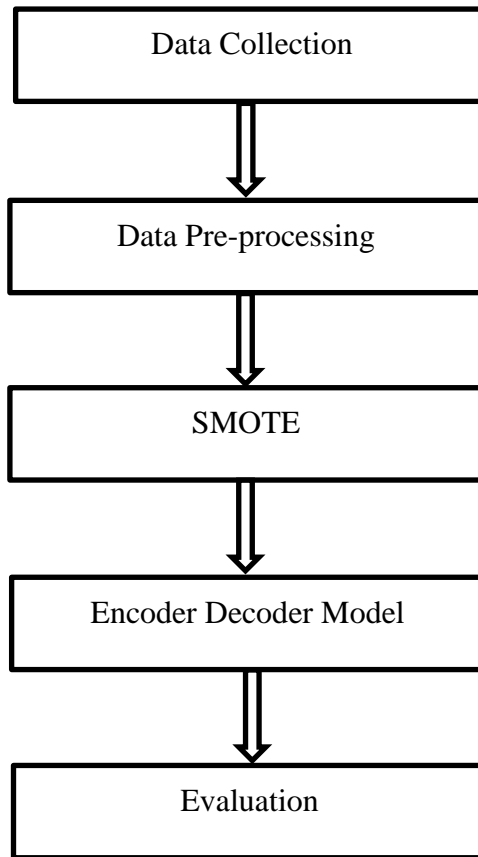 Data Collection
Data Pre-processing
SMOTE
Encoder Decoder Model
Evaluation